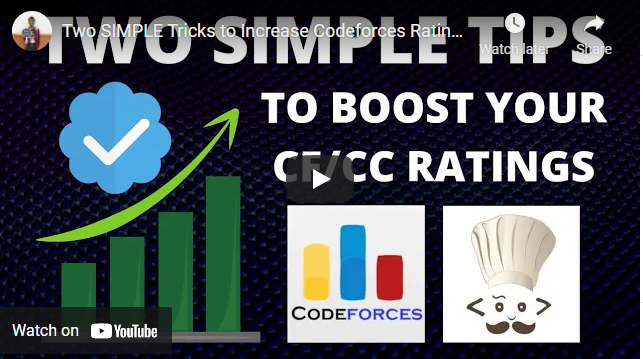 Two SIMPLE Tricks to Increase Codeforces Ratin...
TWO SIMPLE TIPS
Watch later
Share
TO BOOST YOUR
CF/CC RATINGS
CODEFORCES
Watch on YouTube